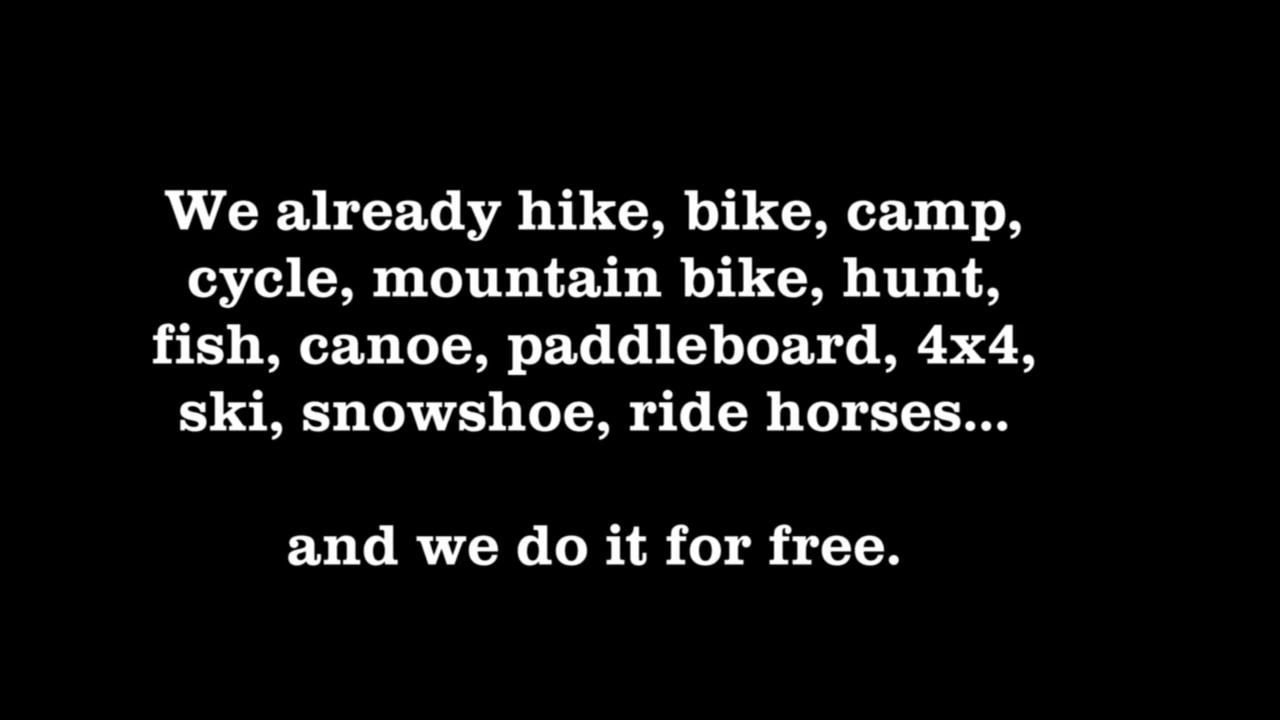 We already hike, bike, camp,
cycle, mountain bike, hunt,
fish, canoe, paddleboard, 4x4,
ski, snowshoe, ride horses...
and we do it for free.